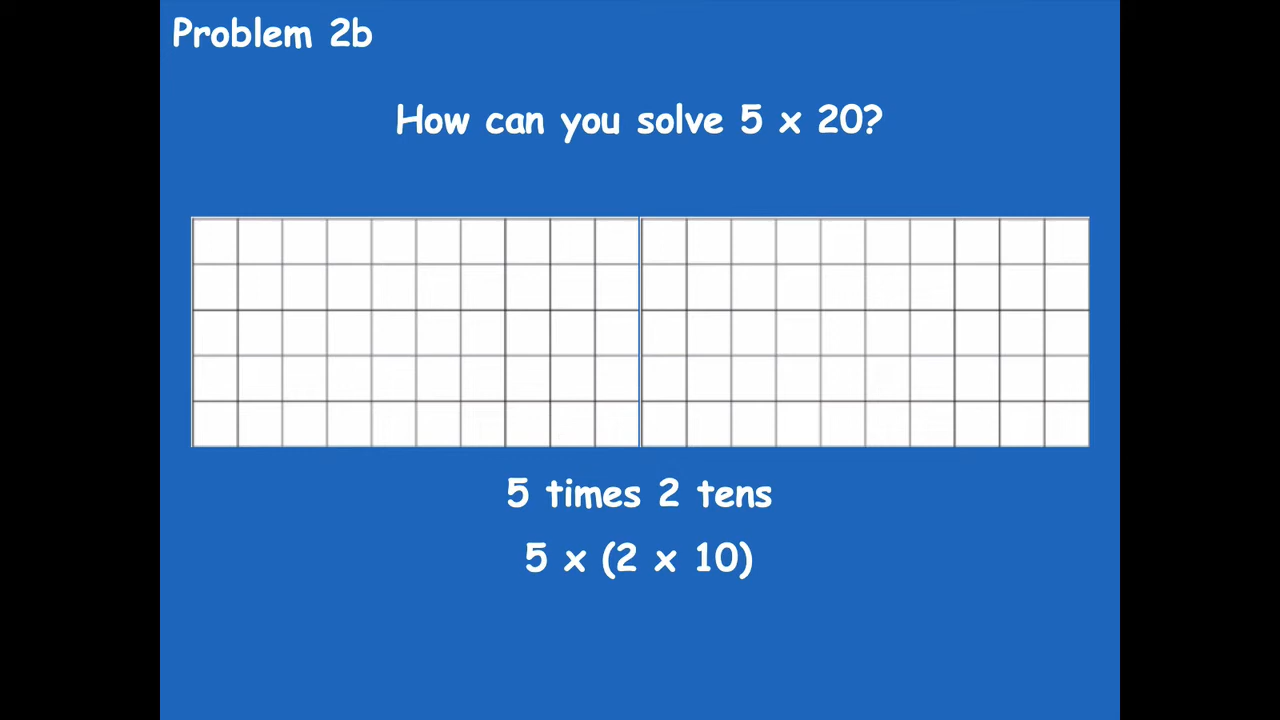 Problem 2b
How can you solve 5 x 20?
5 times 2 tens
5 x (2 x 10)